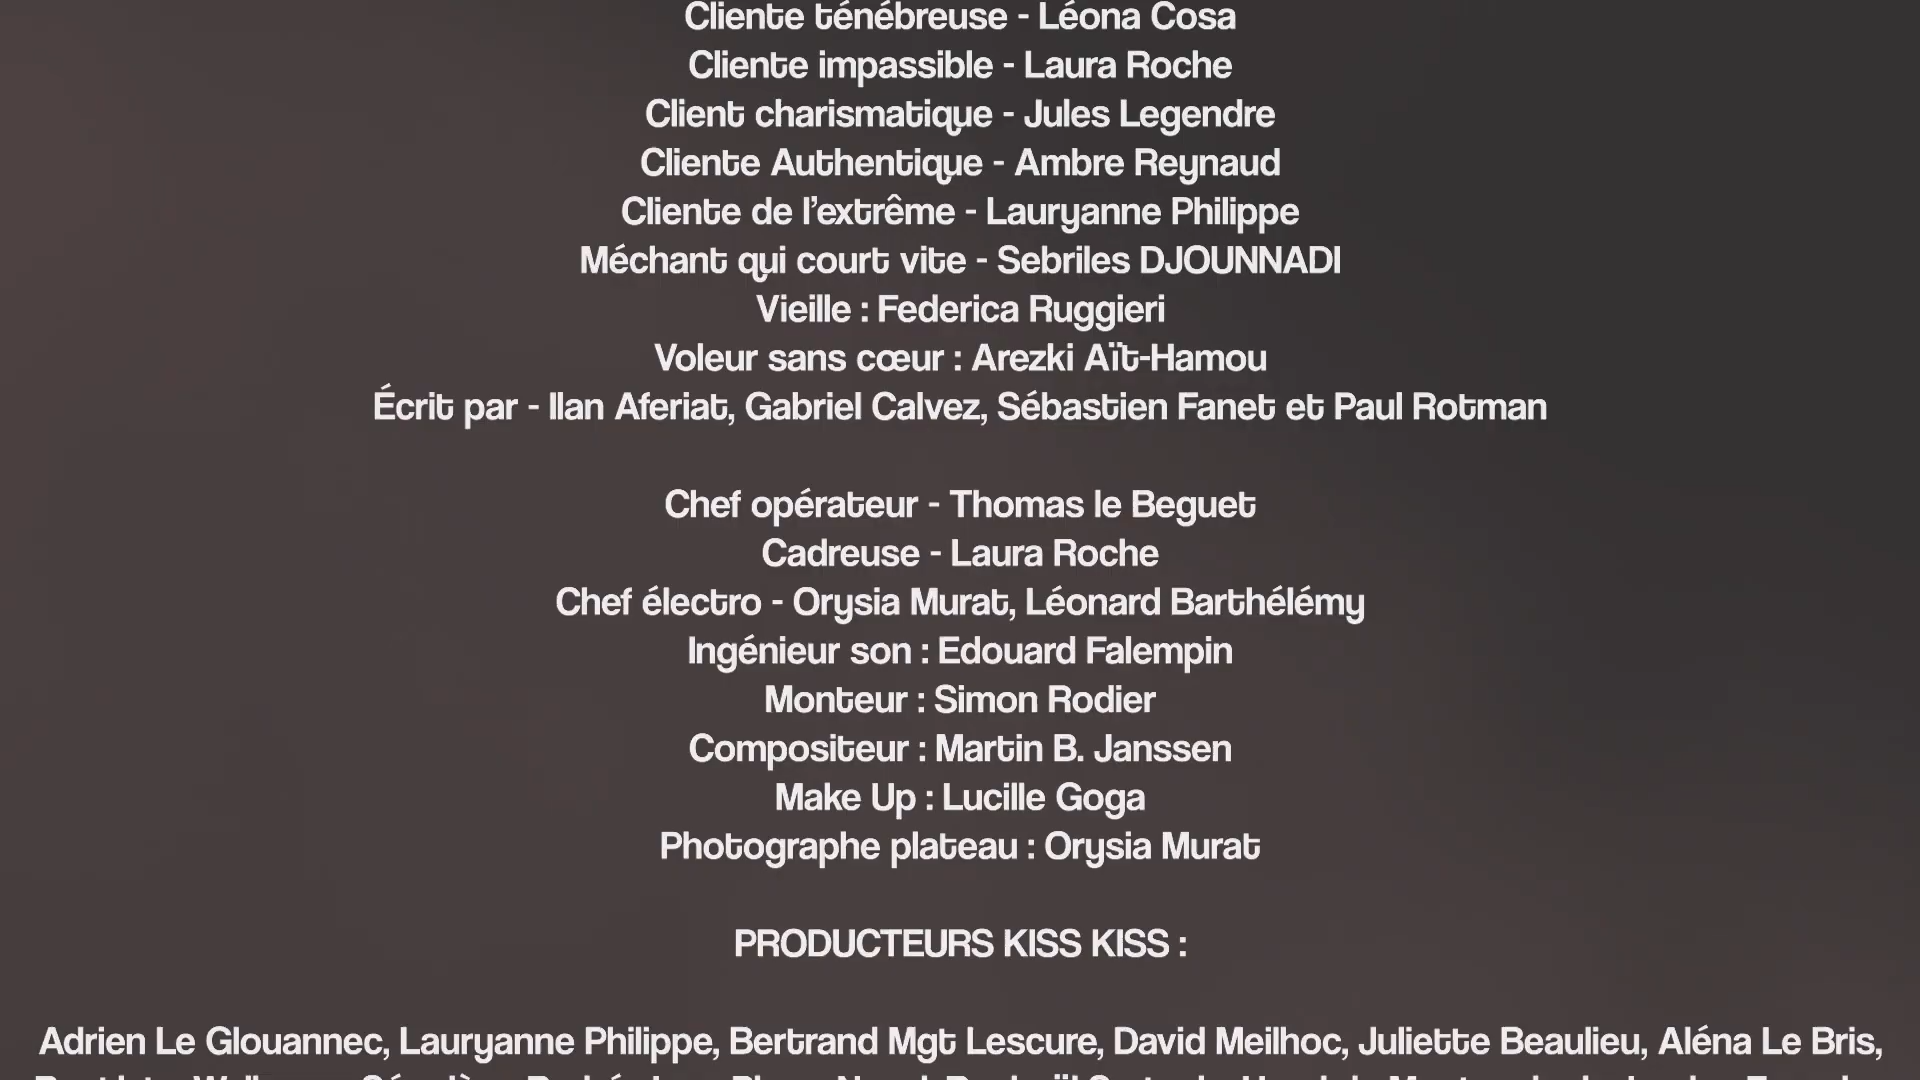 Cliente ténébreuse - Léona Cosa
Cliente impassible - Laura Roche
Client charismatique - Jules Legendre
Cliente Authentique - Ambre Reynaud
Cliente de l’extrême - Lauryanne Philippe
Méchant qui court vite - Sebriles DJOUNNADI
Vieille : Federica Ruggieri
Voleur sans cœur : Arezki Aït-Hamou
Écrit par - Ilan Aferiat, Gabriel Calvez, Sébastien Fanet et Paul Rotman
Chef opérateur - Thomas le Beguet
Cadreuse - Laura Roche
Chef électro - Orysia Murat, Léonard Barthélémy
Ingénieur son : Edouard Falempin
Monteur : Simon Rodier
Compositeur : Martin B. Janssen
Make Up : Lucille Goga
Photographe plateau : Orysia Murat
PRODUCTEURS KISS KISS :
Adrien Le Glouannec, Lauryanne Philippe, Bertrand Mgt Lescure, David Meilhoc, Juliette Beaulieu, Aléna Le Bris,